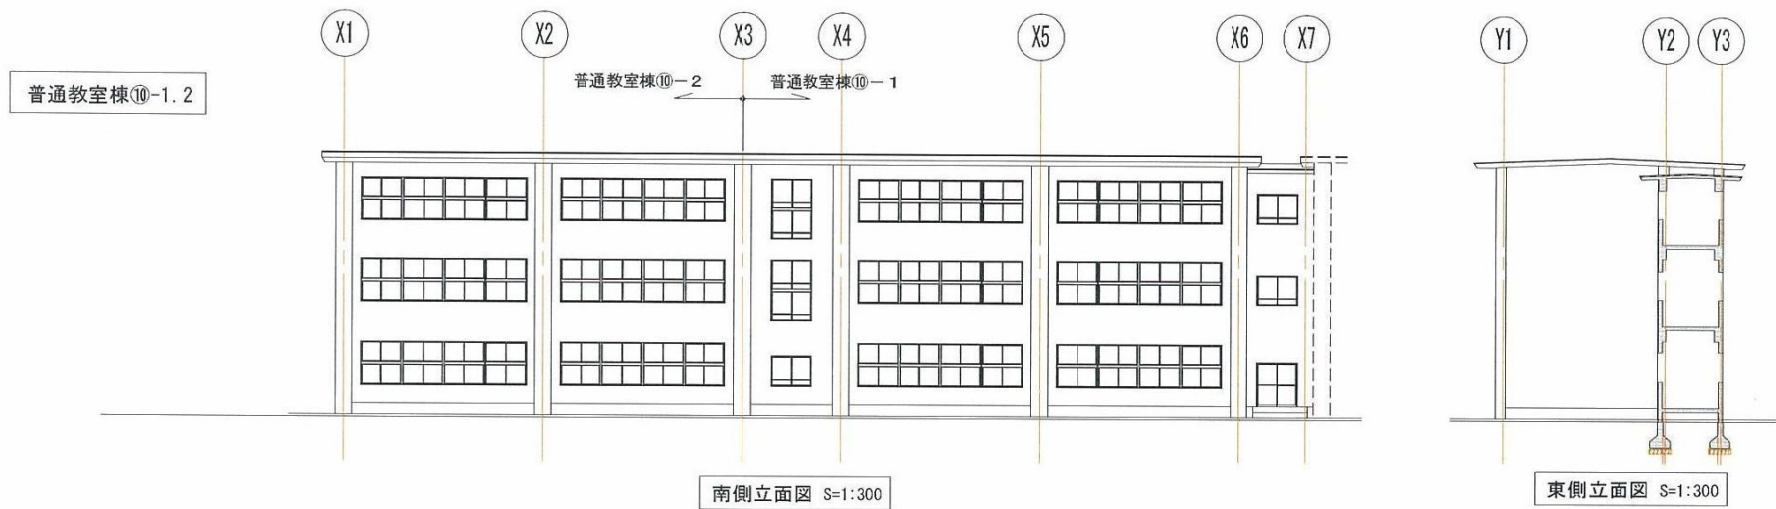 X1 X2 X3 X4 X5 X6 X7 Y1 Y2 Y3
普通教室棟⑩-1.2
普通教室棟⑩−2 普通教室棟⑩−1
南側立面図 S=1:300
東側立面図 S=1:300